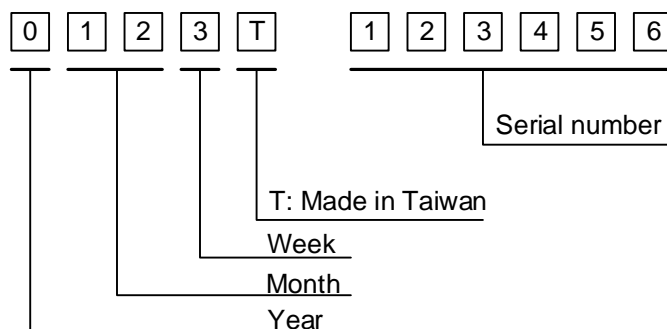 0 1 2 3 T 1 2 3 4 5 6
Serial number
T: Made in Taiwan
Week
Month
Year